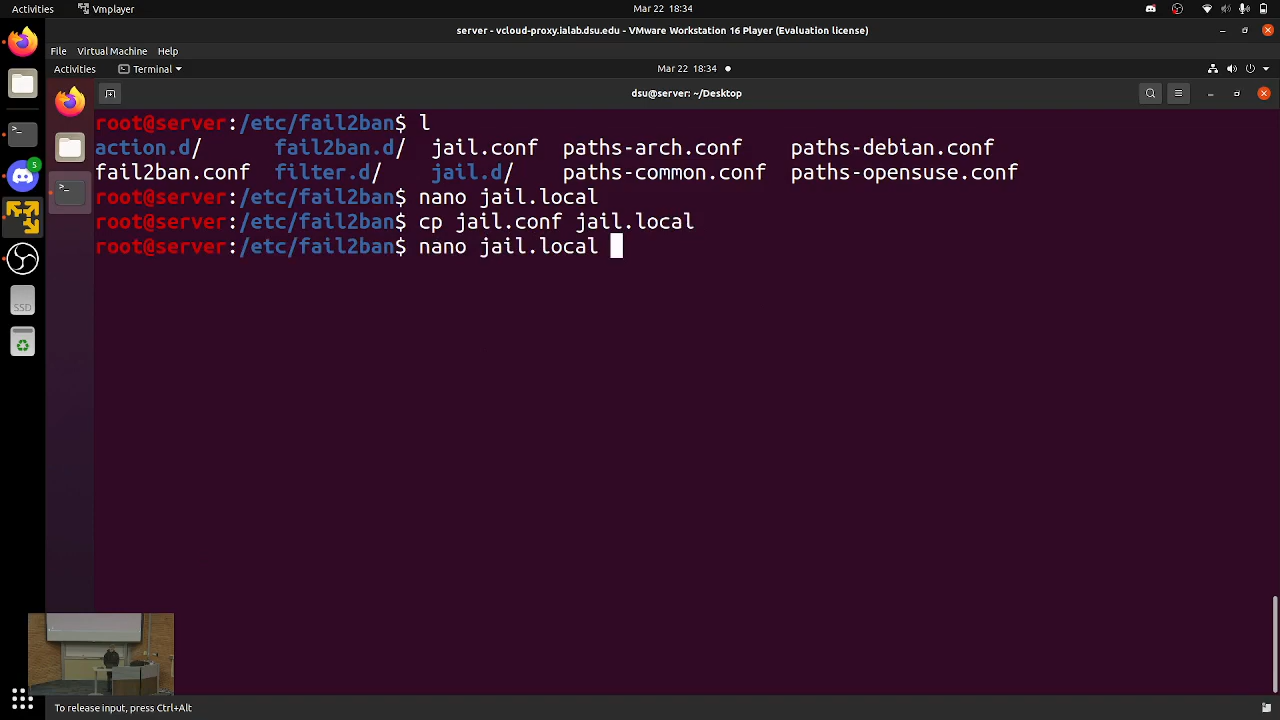 Activities Vmplayer Mar 22 18:34
server - vcloud-proxy.ialab.dsu.edu - VMware Workstation 16 Player (Evaluation license)
File Virtual Machine Help
Activities Terminal Mar 22 18:34
dsu@server: ~/Desktop
root@server:/etc/fail2ban$ l
action.d/ fail2ban.d/ jail.conf paths-arch.conf paths-debian.conf
fail2ban.conf filter.d/ jail.d/ paths-common.conf paths-opensuse.conf
root@server:/etc/fail2ban$ nano jail.local
root@server:/etc/fail2ban$ cp jail.conf jail.local
root@server:/etc/fail2ban$ nano jail.local
5
SSD
To release input, press Ctrl+Alt